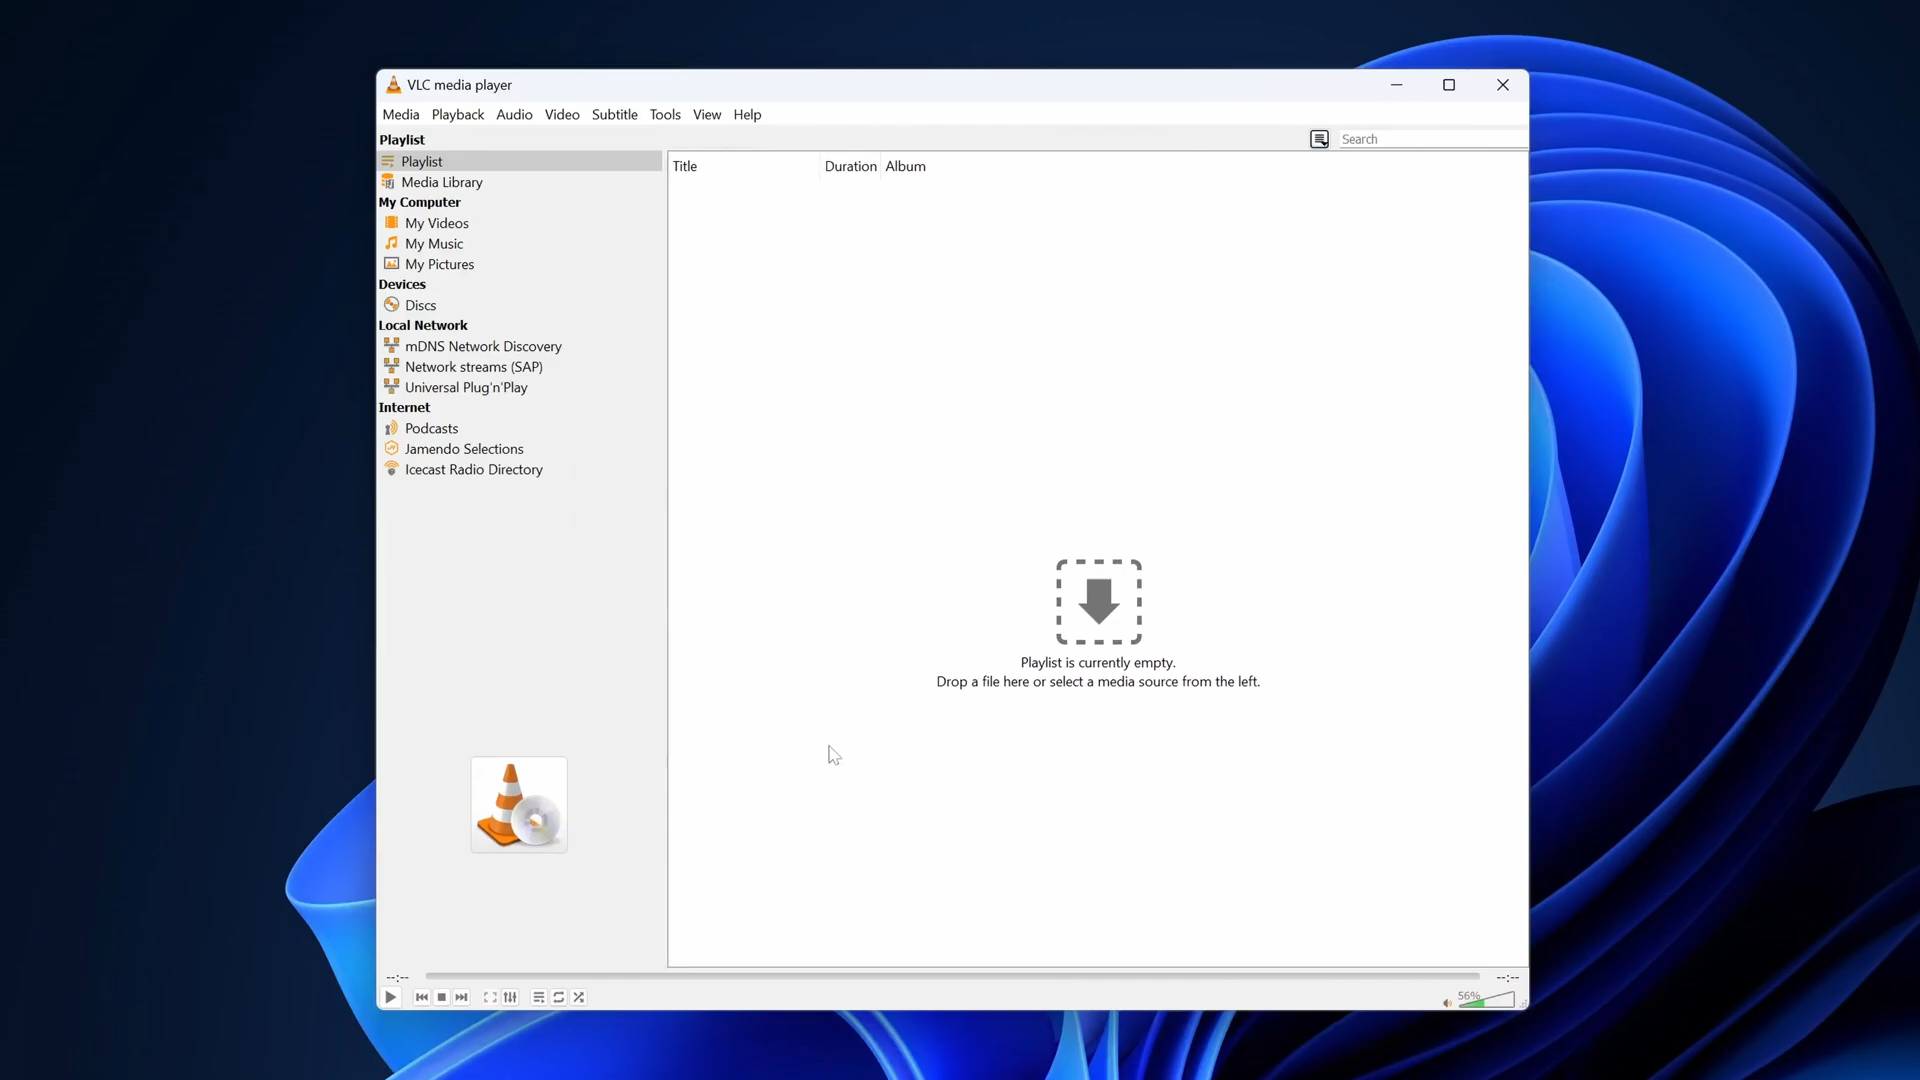 VLC media player
Media Playback Audio Video Subtitle Tools View Help
Playlist
Search
Playlist
Media Library
My Computer
My Videos
My Music
My Pictures
Devices
Discs
Local Network
mDNS Network Discovery
Network streams (SAP)
Universal Plug'n'Play
Internet
Podcasts
Jamendo Selections
Icecast Radio Directory
Title Duration Album
Playlist is currently empty.
Drop a file here or select a media source from the left.
--:-- --:--
56%